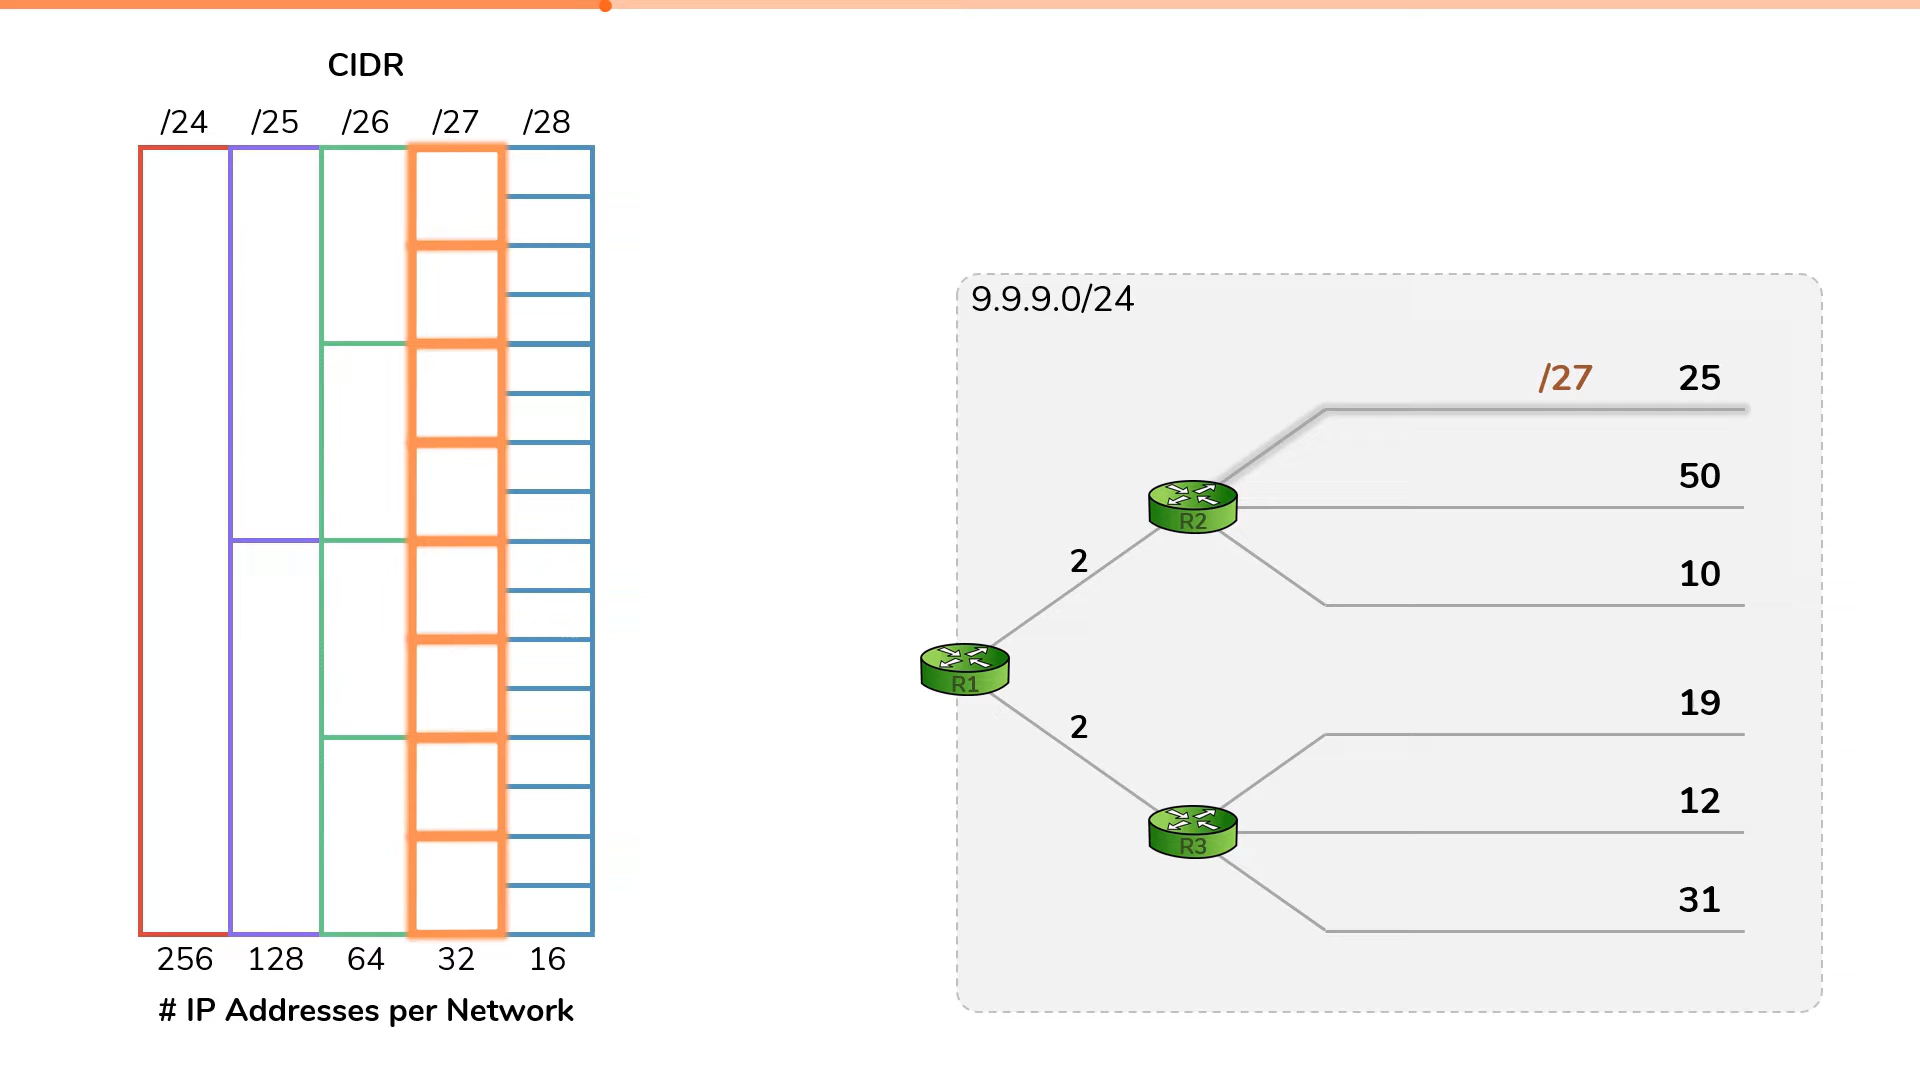 CIDR
/24 /25 /26 /27 /28
256 128 64 32 16
# IP Addresses per Network
9.9.9.0/24
/27 25
50
10
19
12
31
2
2
R1
R2
R3